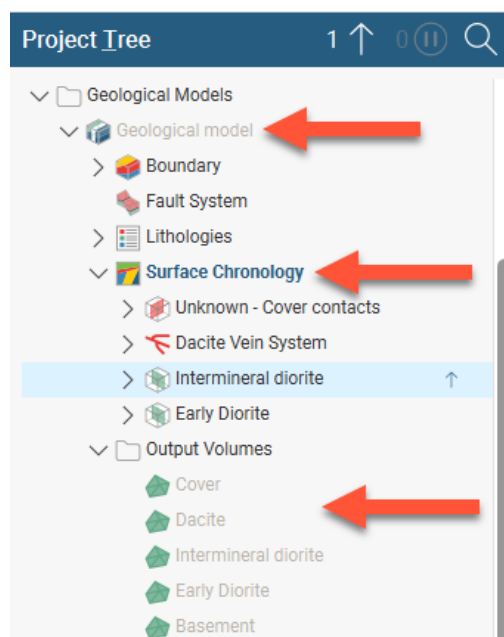 Project Tree 1 0
Geological Models
Geological model
Boundary
Fault System
Lithologies
Surface Chronology
Unknown - Cover contacts
Dacite Vein System
Intermineral diorite
Early Diorite
Output Volumes
Cover
Dacite
Intermineral diorite
Early Diorite
Basement